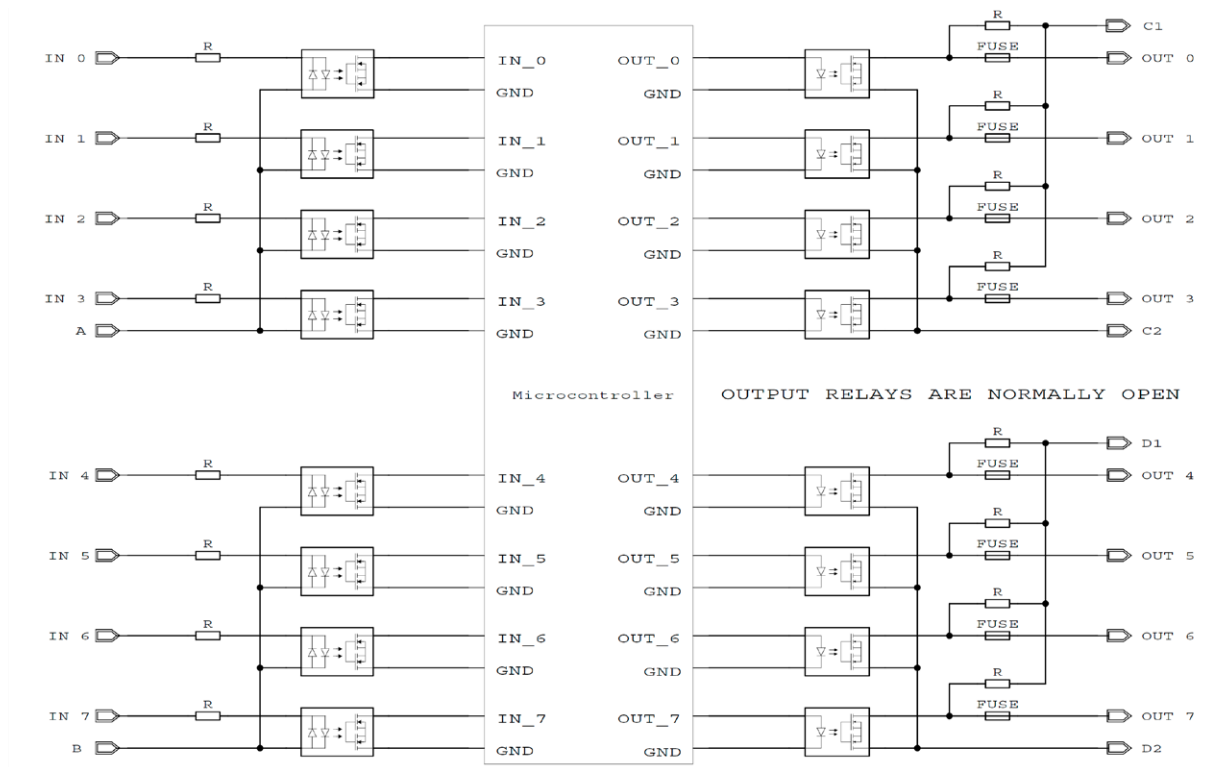 R C1
IN 0 R IN_0 OUT_0 FUSE OUT 0
GND GND
R
IN 1 R IN_1 OUT_1 FUSE OUT 1
GND GND
R
IN 2 R IN_2 OUT_2 FUSE OUT 2
GND GND
R
IN 3 R IN_3 OUT_3 FUSE OUT 3
A GND GND C2
Microcontroller OUTPUT RELAYS ARE NORMALLY OPEN
R D1
IN 4 R IN_4 OUT_4 FUSE OUT 4
GND GND
R
IN 5 R IN_5 OUT_5 FUSE OUT 5
GND GND
R
IN 6 R IN_6 OUT_6 FUSE OUT 6
GND GND
R
IN 7 R IN_7 OUT_7 FUSE OUT 7
B GND GND D2